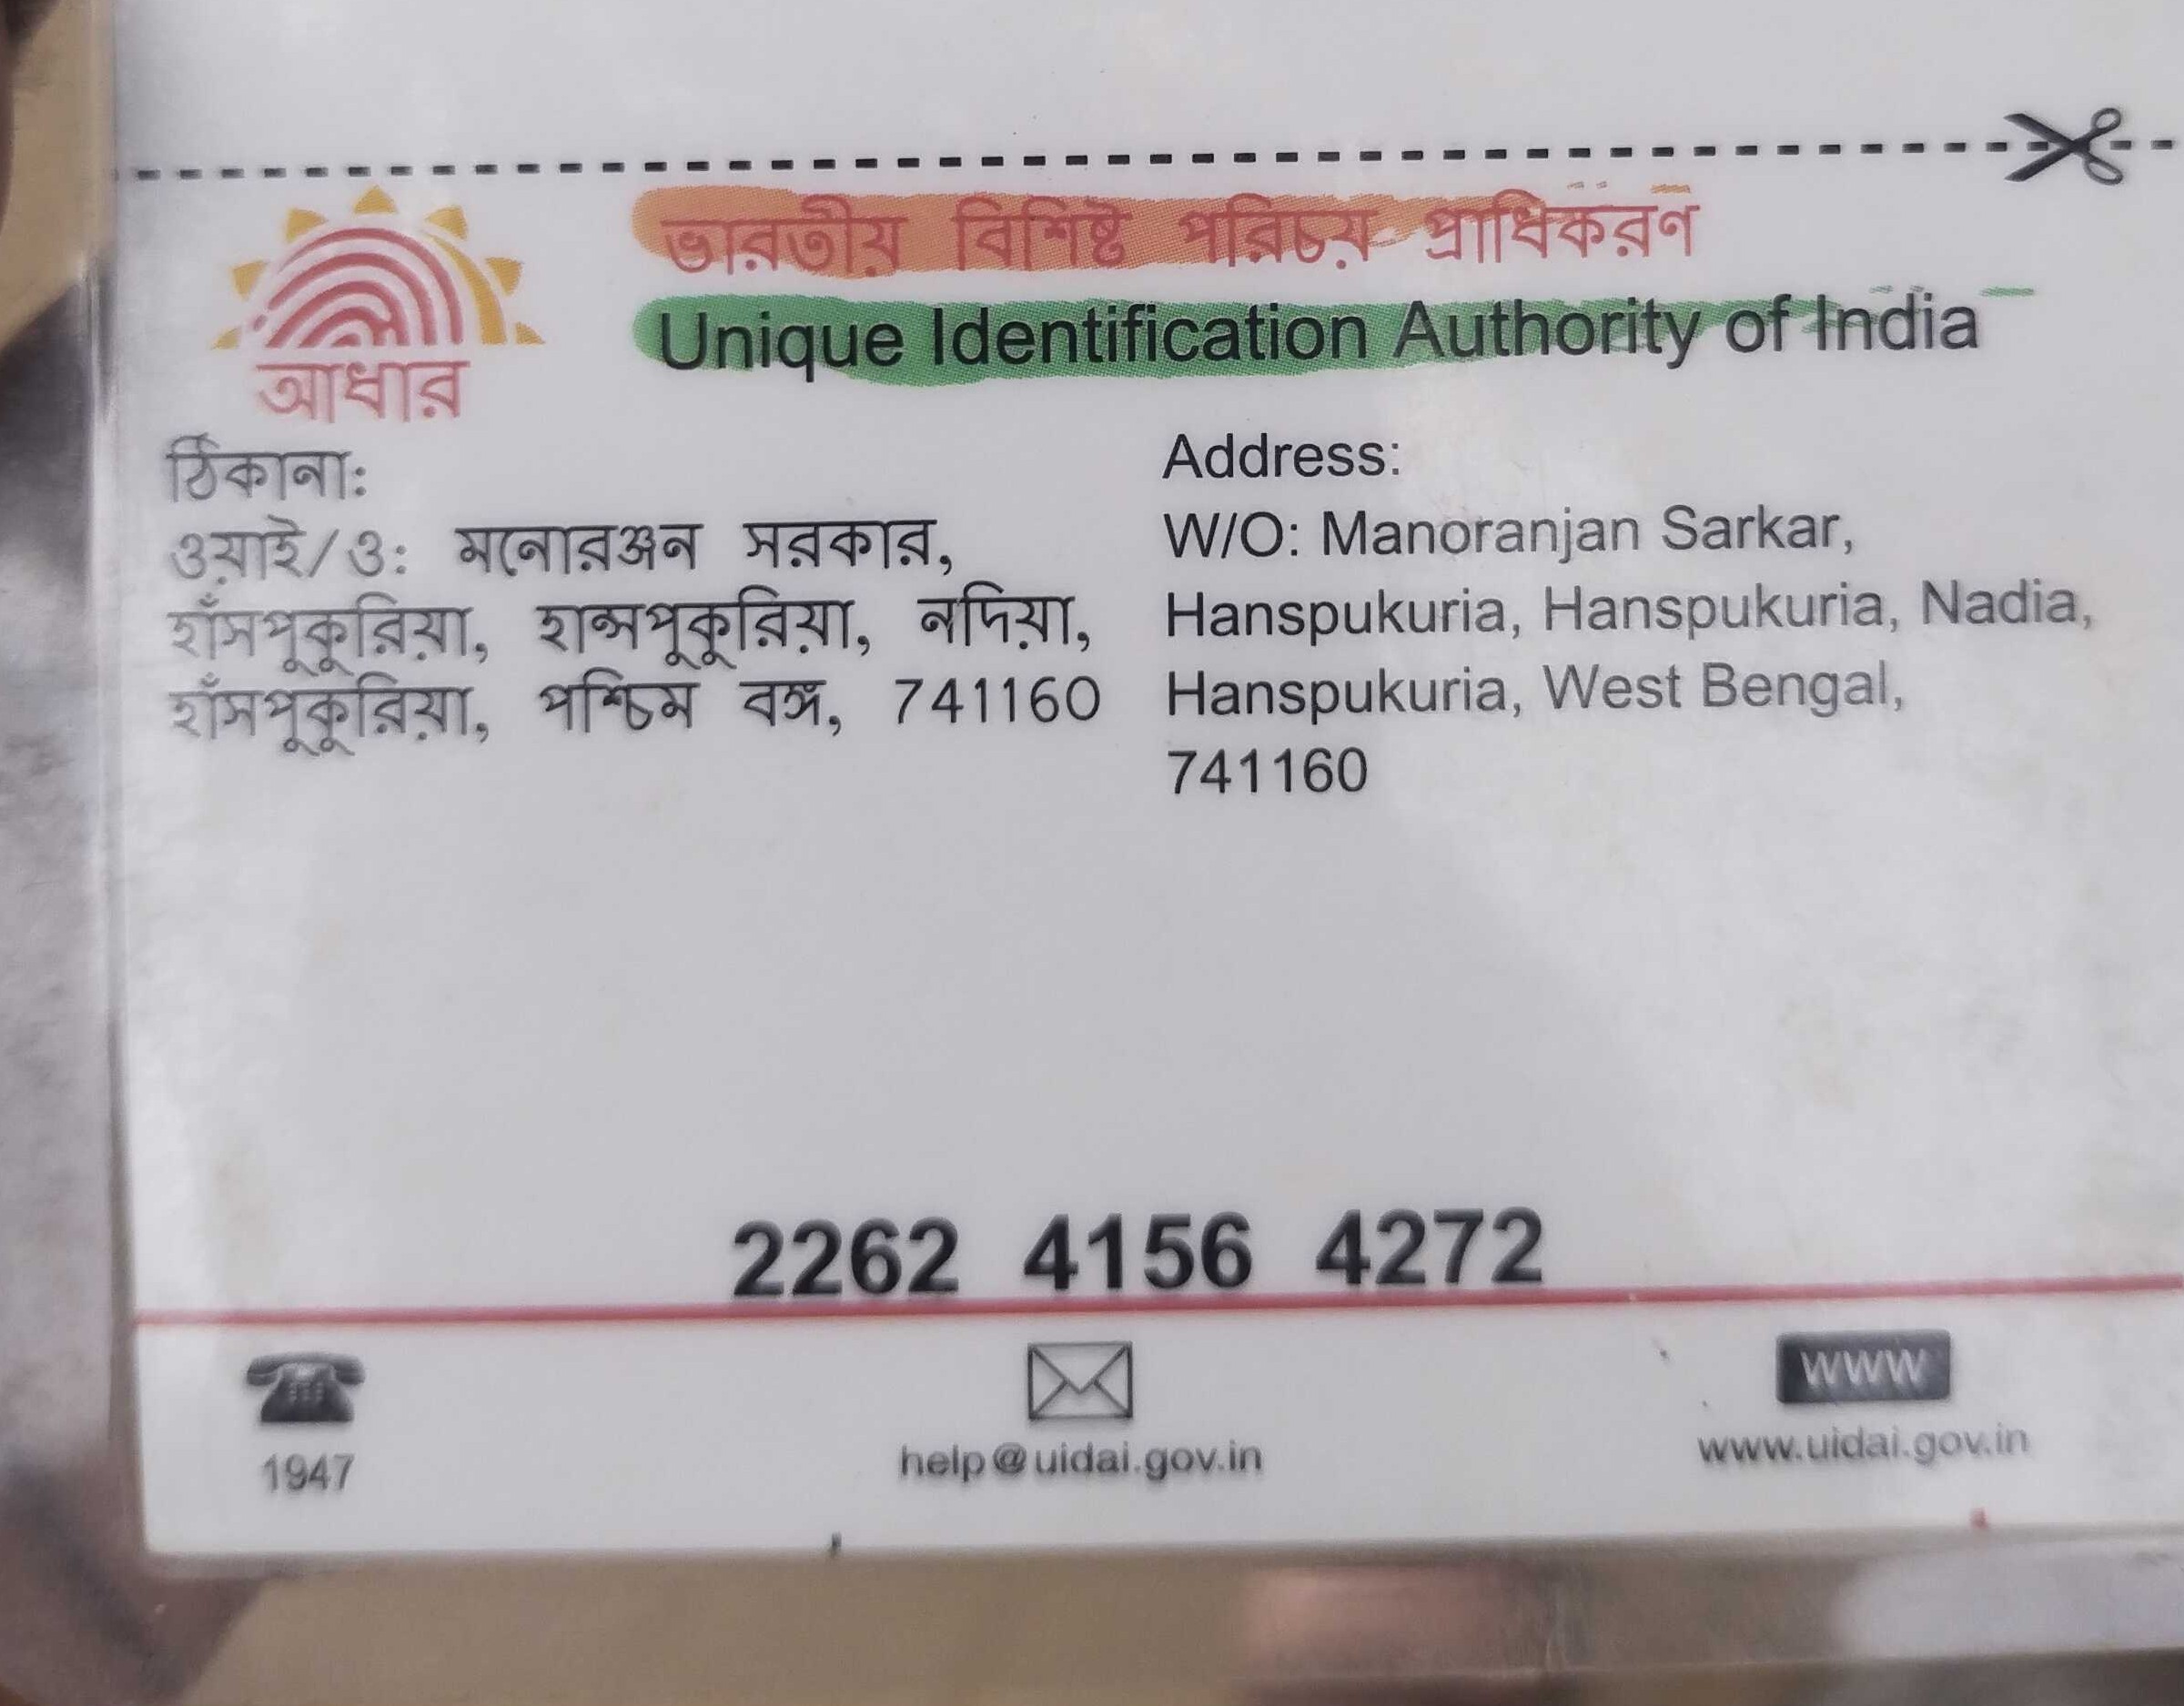 ভারতীয় বিশিষ্ট পরিচয় প্রাধিকরণ
Unique Identification Authority of India
আধার
ঠিকানা:
ওয়াই/ও: মনোরঞ্জন সরকার,
হাঁসপুকুরিয়া, হান্সপুকুরিয়া, নদিয়া,
হাঁসপুকুরিয়া, পশ্চিম বঙ্গ, 741160
Address:
W/O: Manoranjan Sarkar,
Hanspukuria, Hanspukuria, Nadia,
Hanspukuria, West Bengal,
741160
2262 4156 4272
1947
help@uidai.gov.in
www
www.uidai.gov.in